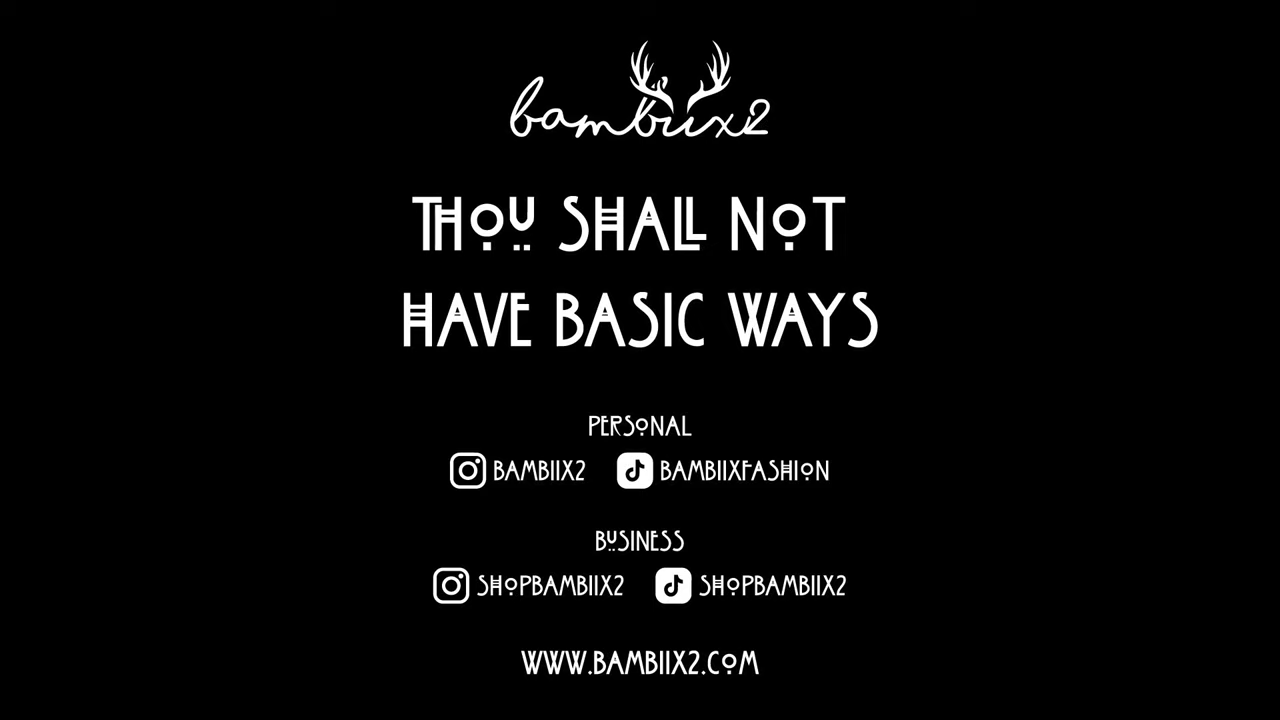 bambiix2
THOU SHALL NOT
HAVE BASIC WAYS
PERSONAL
BAMBIIX2 BAMBIIXFASHION
BUSINESS
SHOPBAMBIIX2 SHOPBAMBIIX2
WWW.BAMBIIX2.COM